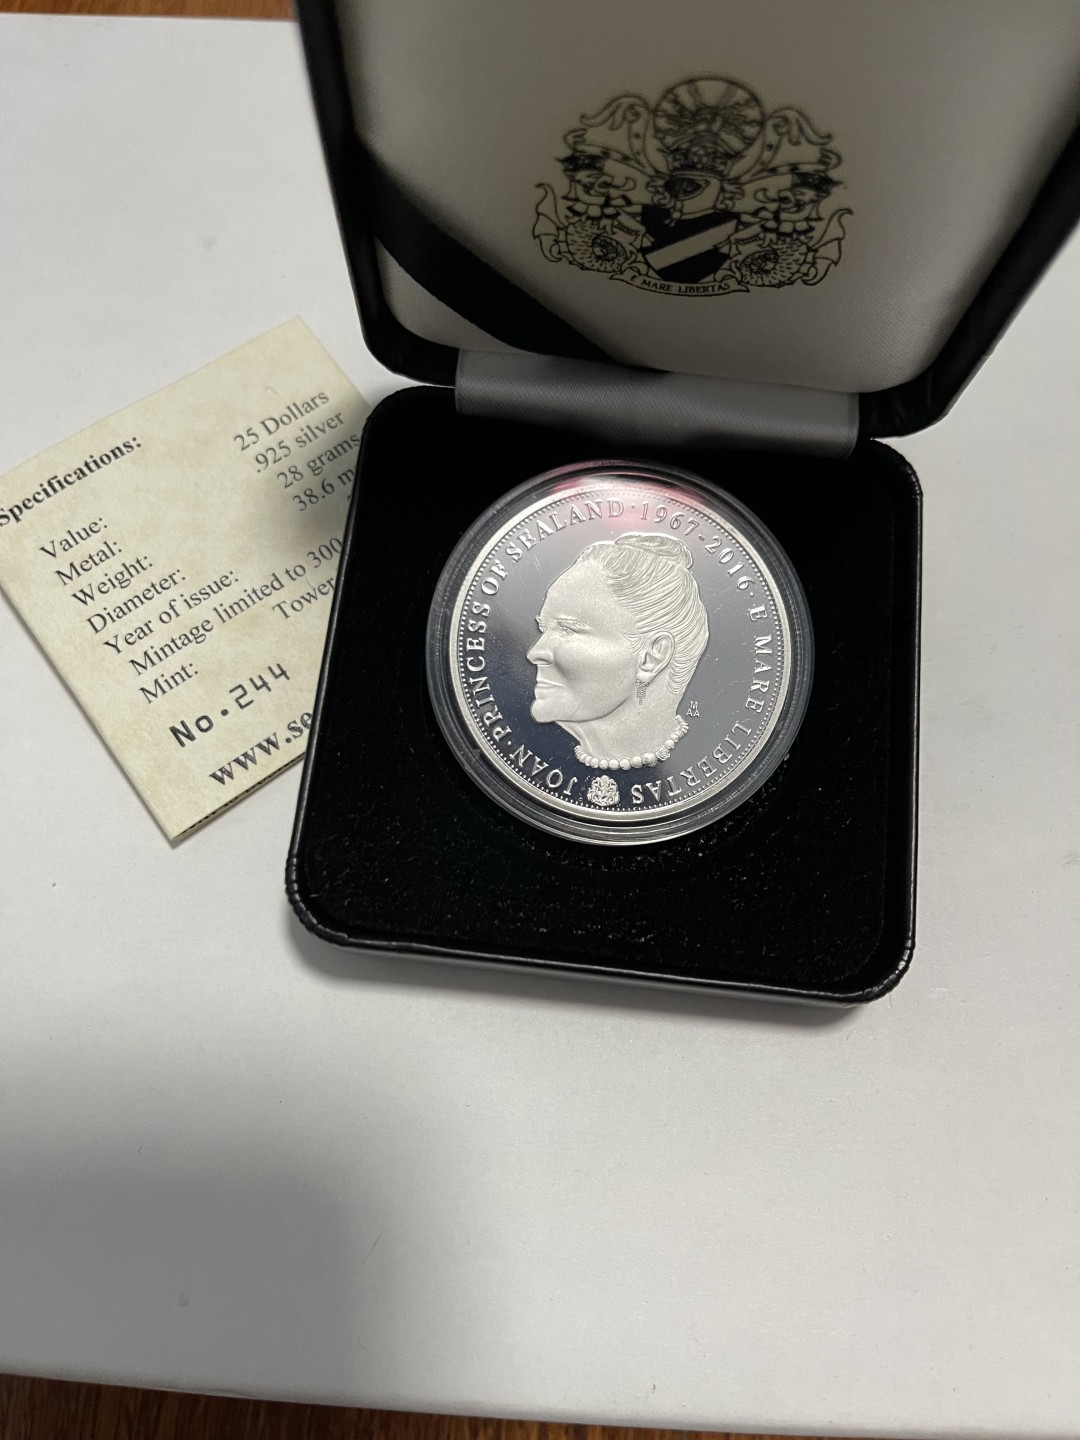 E MARE LIBERTAS
Specifications:
Value: 25 Dollars
Metal: .925 silver
Weight: 28 grams
Diameter: 38.6 m
Year of issue:
Mintage limited to 300
Mint: Tower
No.244
www.se
JOAN · PRINCESS OF SEALAND · 1967-2016 · E MARE LIBERTAS
M
AA